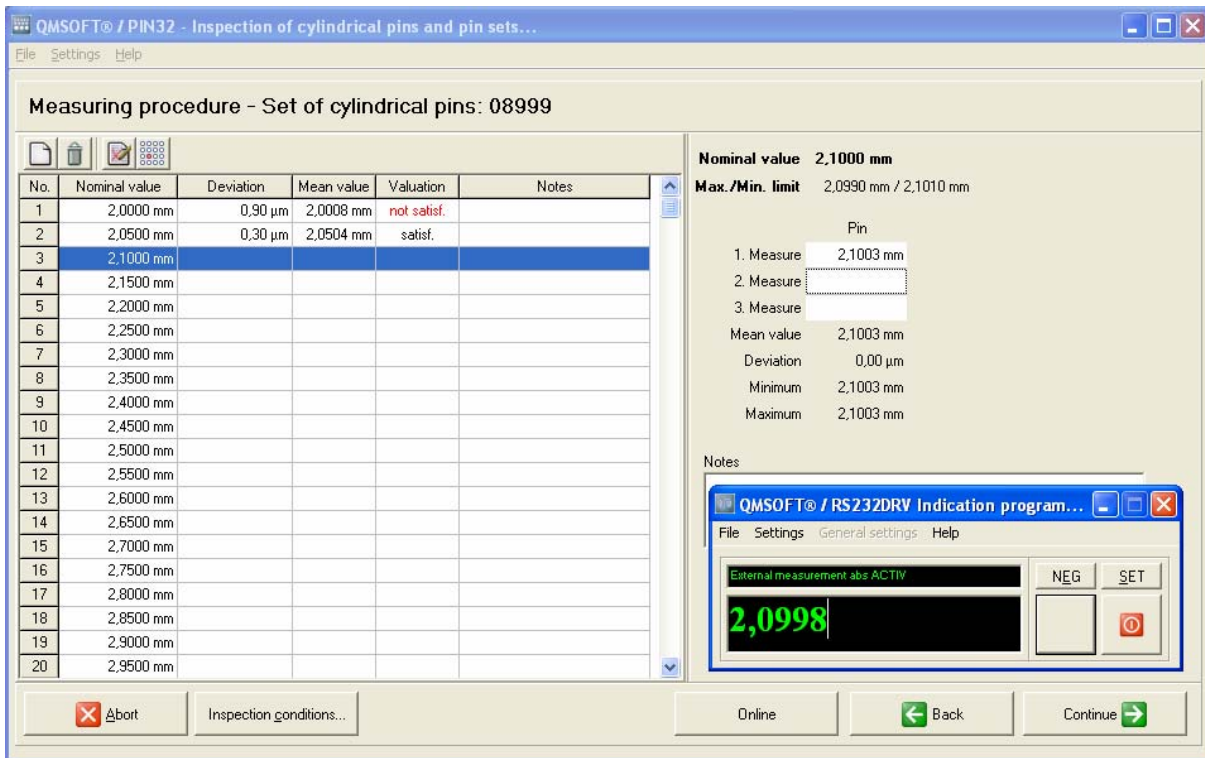 QMSOFT® / PIN32 - Inspection of cylindrical pins and pin sets...
File Settings Help
Measuring procedure - Set of cylindrical pins: 08999
No. Nominal value Deviation Mean value Valuation Notes
1 2,0000 mm 0,90 µm 2,0008 mm not satisf.
2 2,0500 mm 0,30 µm 2,0504 mm satisf.
3 2,1000 mm
4 2,1500 mm
5 2,2000 mm
6 2,2500 mm
7 2,3000 mm
8 2,3500 mm
9 2,4000 mm
10 2,4500 mm
11 2,5000 mm
12 2,5500 mm
13 2,6000 mm
14 2,6500 mm
15 2,7000 mm
16 2,7500 mm
17 2,8000 mm
18 2,8500 mm
19 2,9000 mm
20 2,9500 mm
Nominal value 2,1000 mm
Max./Min. limit 2,0990 mm / 2,1010 mm
Pin
1. Measure 2,1003 mm
2. Measure
3. Measure
Mean value 2,1003 mm
Deviation 0,00 µm
Minimum 2,1003 mm
Maximum 2,1003 mm
Notes
QMSOFT® / RS232DRV Indication program...
File Settings General settings Help
External measurement abs ACTIV
NEG SET
2,0998
Abort Inspection conditions... Online Back Continue